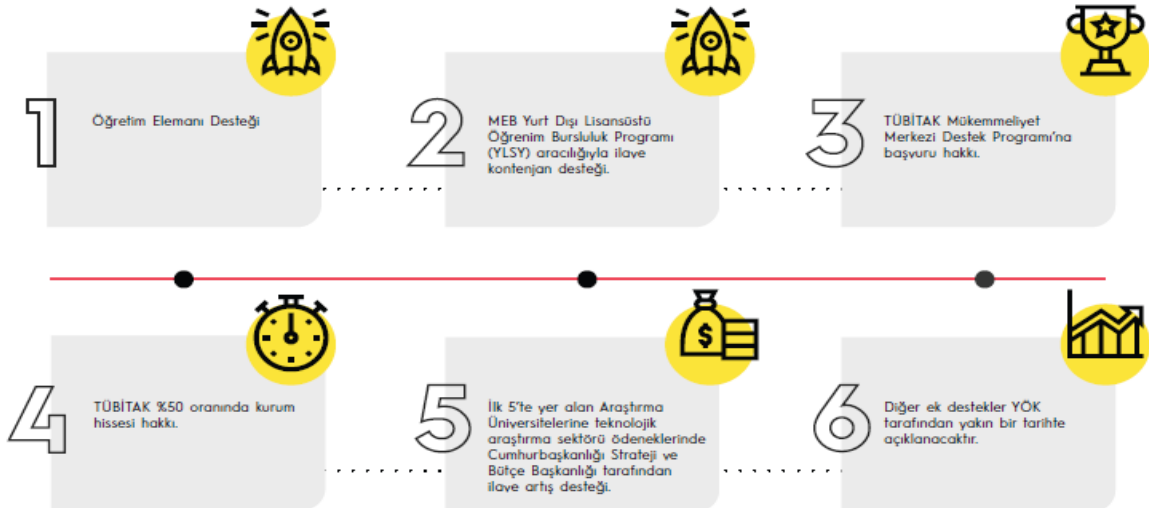 1
Öğretim Elemanı Desteği
2
MEB Yurt Dışı Lisansüstü
Öğrenim Bursluluk Programı
(YLSY) aracılığıyla ilave
kontenjan desteği.
3
TÜBİTAK Mükemmeliyet
Merkezi Destek Programı’na
başvuru hakkı.
4
TÜBİTAK %50 oranında kurum
hissesi hakkı.
5
İlk 5’te yer alan Araştırma
Üniversitelerine teknolojik
araştırma sektörü ödeneklerinde
Cumhurbaşkanlığı Strateji ve
Bütçe Başkanlığı tarafından
ilave artış desteği.
6
Diğer ek destekler YÖK
tarafından yakın bir tarihte
açıklanacaktır.
$